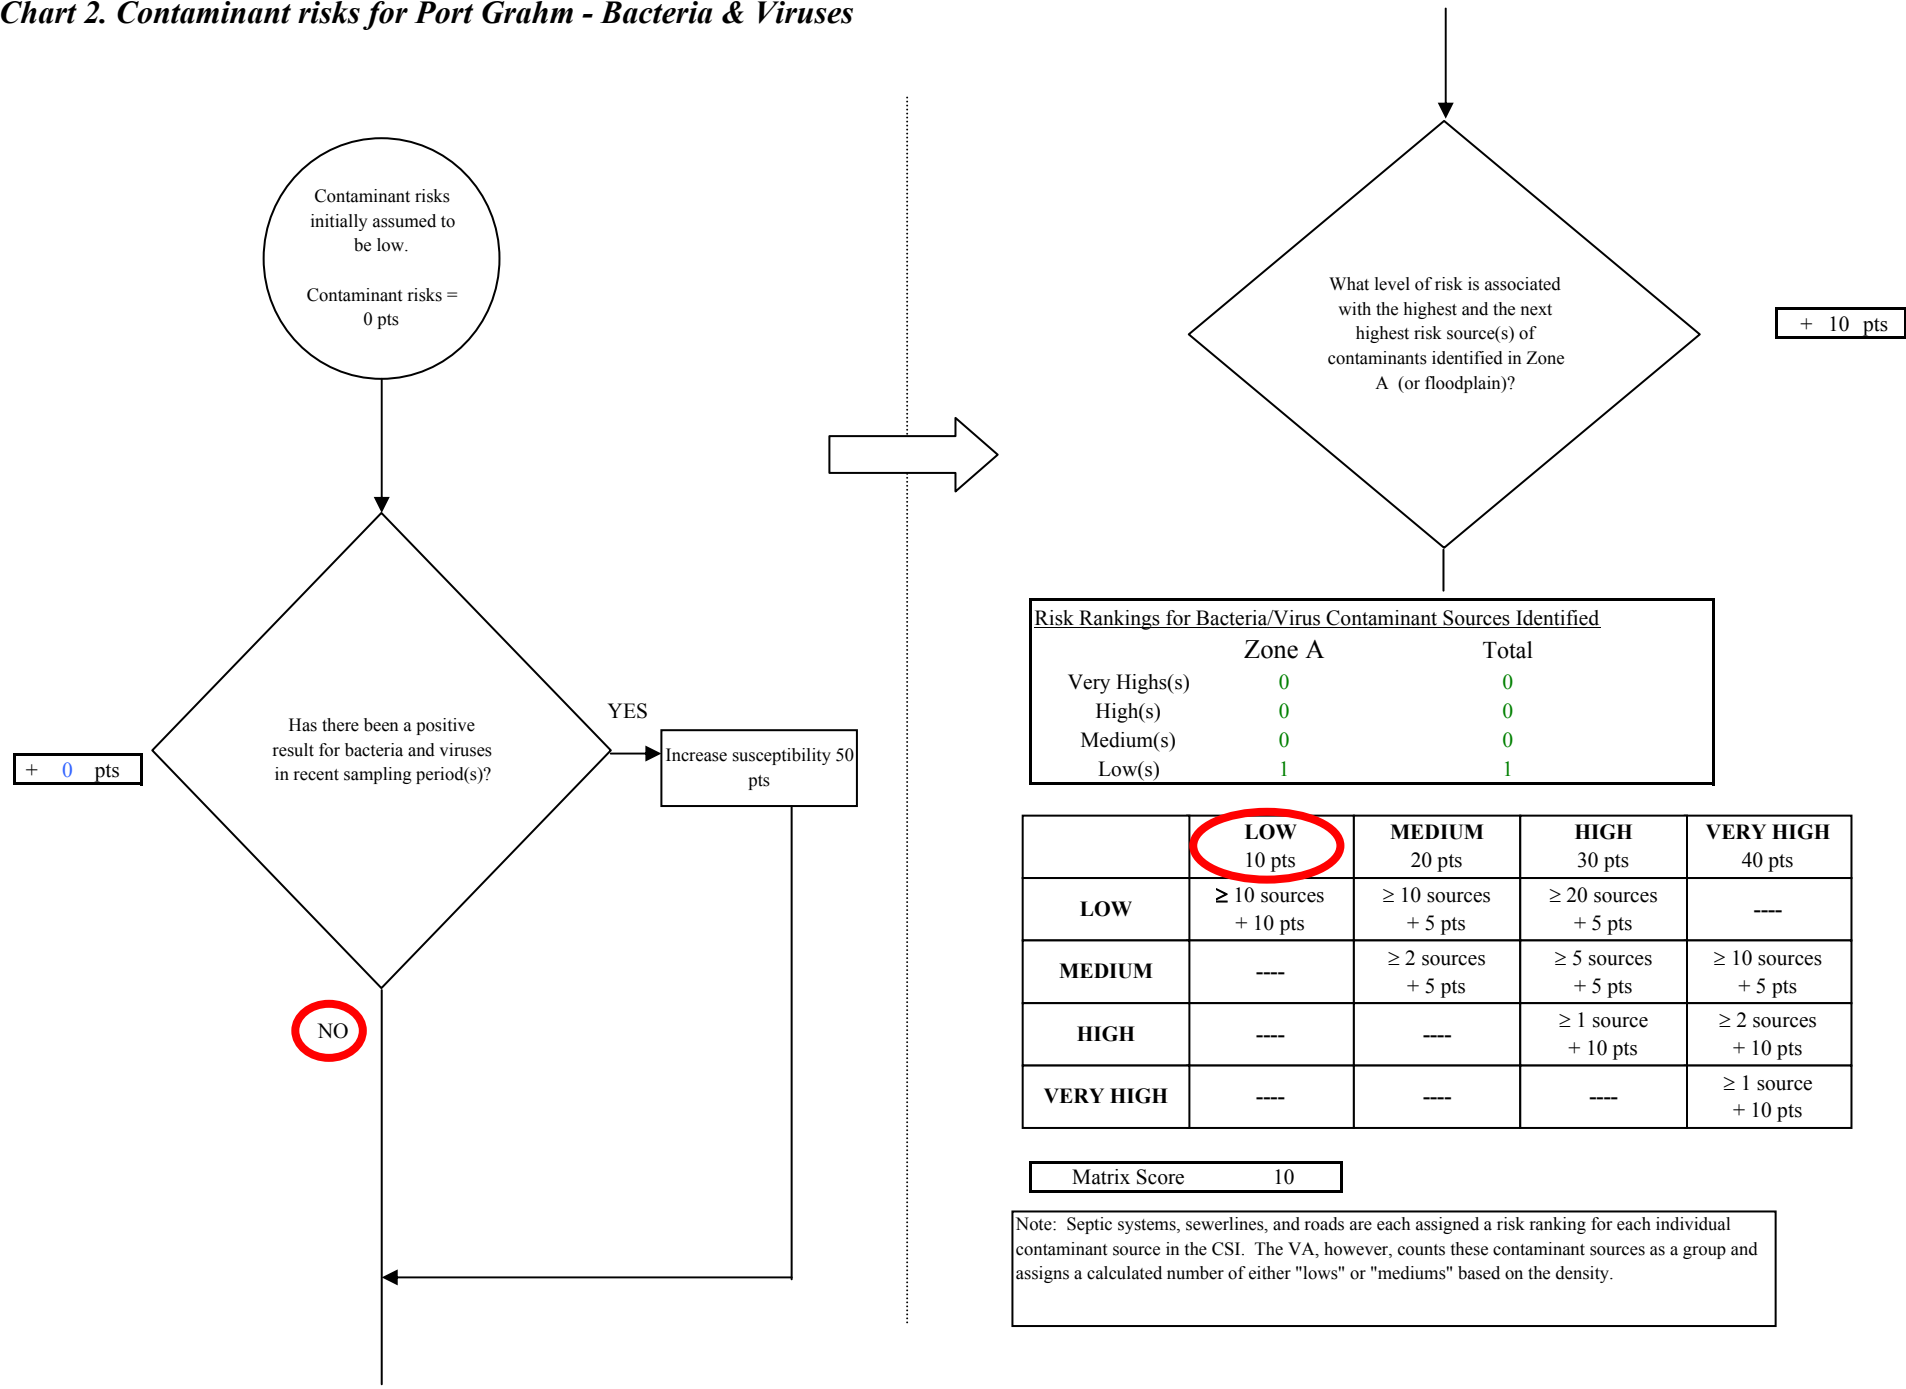 Chart 2. Contaminant risks for Port Grahm - Bacteria & Viruses
Contaminant risks
initially assumed to
be low.
Contaminant risks =
0 pts
Has there been a positive
result for bacteria and viruses
in recent sampling period(s)?
+ 0 pts
YES
Increase susceptibility 50
pts
NO
What level of risk is associated
with the highest and the next
highest risk source(s) of
contaminants identified in Zone
A (or floodplain)?
+ 10 pts
Risk Rankings for Bacteria/Virus Contaminant Sources Identified
Zone A Total
Very Highs(s) 0 0
High(s) 0 0
Medium(s) 0 0
Low(s) 1 1
LOW MEDIUM HIGH VERY HIGH
10 pts 20 pts 30 pts 40 pts
LOW ≥ 10 sources ≥ 10 sources ≥ 20 sources ----
+ 10 pts + 5 pts + 5 pts
MEDIUM ---- ≥ 2 sources ≥ 5 sources ≥ 10 sources
+ 5 pts + 5 pts + 5 pts
HIGH ---- ---- ≥ 1 source ≥ 2 sources
+ 10 pts + 10 pts
VERY HIGH ---- ---- ---- ≥ 1 source
+ 10 pts
Matrix Score 10
Note: Septic systems, sewerlines, and roads are each assigned a risk ranking for each individual
contaminant source in the CSI. The VA, however, counts these contaminant sources as a group and
assigns a calculated number of either "lows" or "mediums" based on the density.